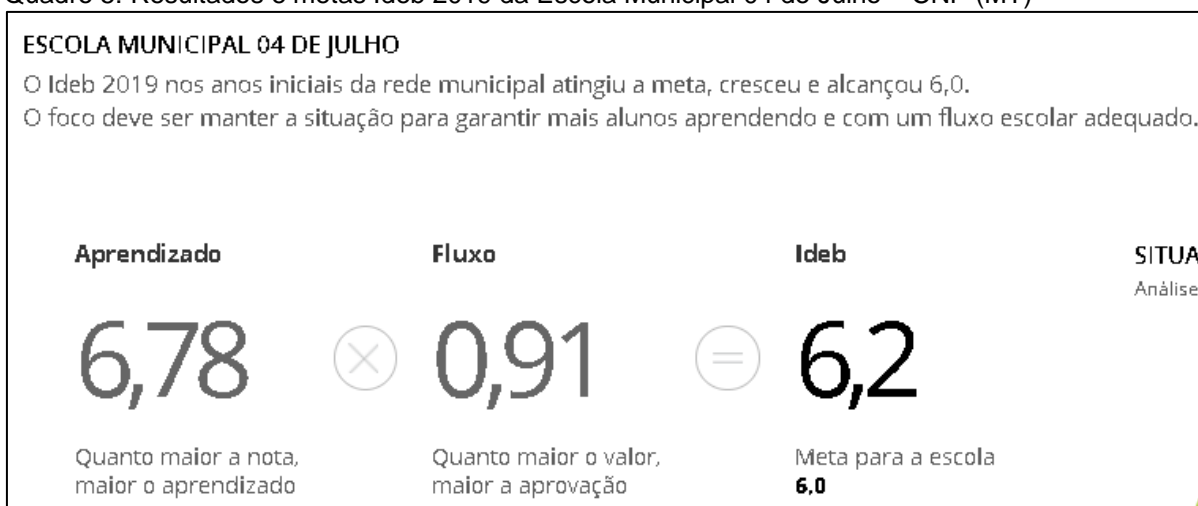 ESCOLA MUNICIPAL 04 DE JULHO
O Ideb 2019 nos anos iniciais da rede municipal atingiu a meta, cresceu e alcançou 6,0.
O foco deve ser manter a situação para garantir mais alunos aprendendo e com um fluxo escolar adequado.
Aprendizado Fluxo Ideb SITUA
Análise
6,78 × 0,91 = 6,2
Quanto maior a nota, Quanto maior o valor, Meta para a escola
maior o aprendizado maior a aprovação 6,0